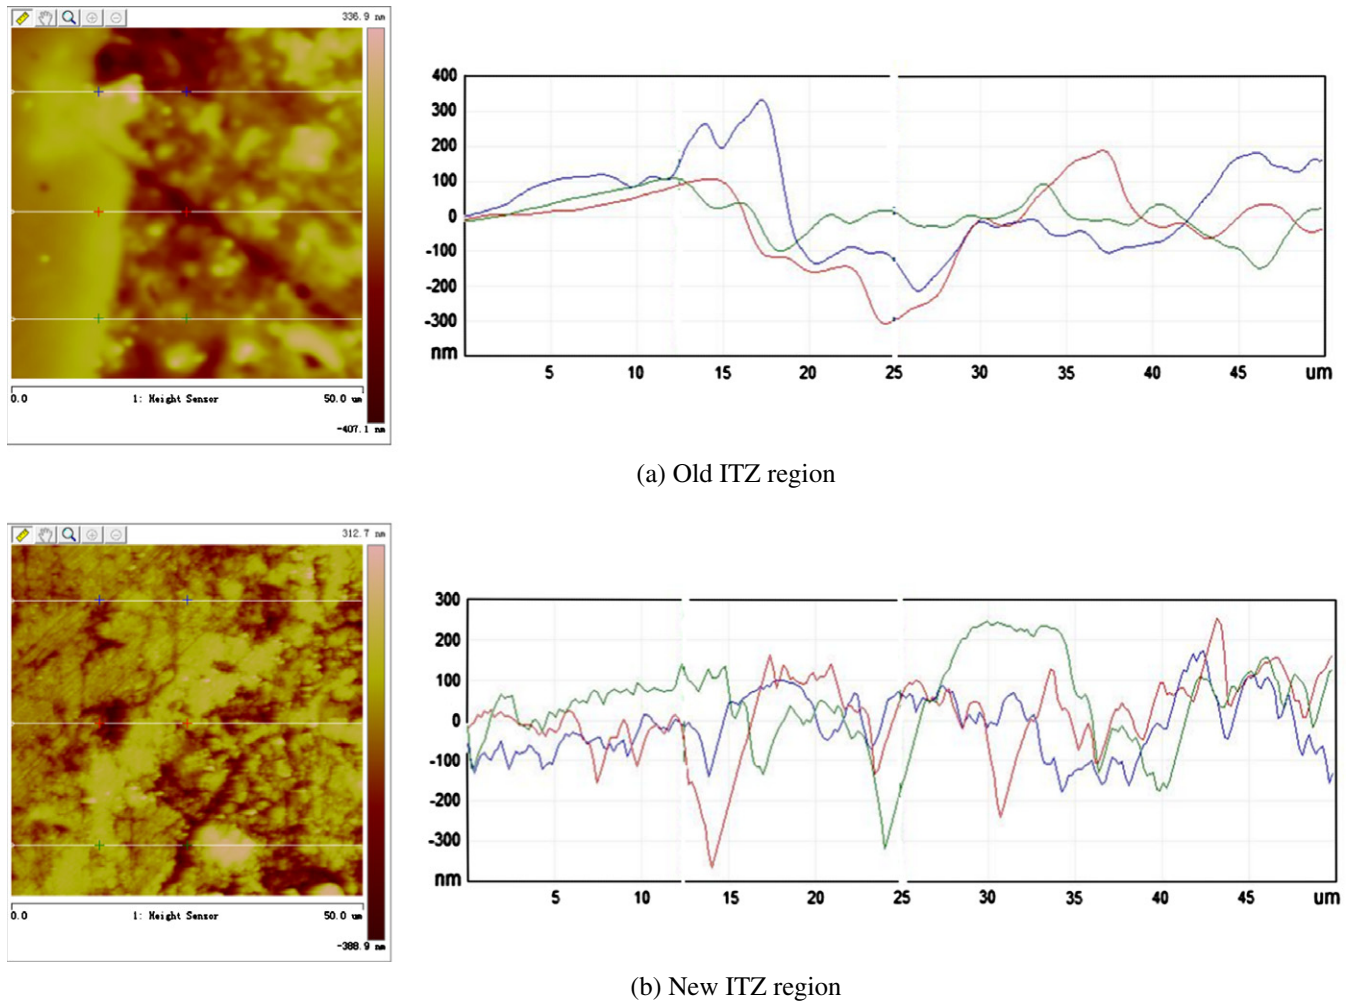 336.9 nm
0.0 1: Height Sensor 50.0 um
-407.1 nm
400
300
200
100
0
-100
-200
-300
nm
5 10 15 20 25 30 35 40 45 um
(a) Old ITZ region
312.7 nm
0.0 1: Height Sensor 50.0 um
-388.9 nm
300
200
100
0
-100
-200
-300
nm
5 10 15 20 25 30 35 40 45 um
(b) New ITZ region